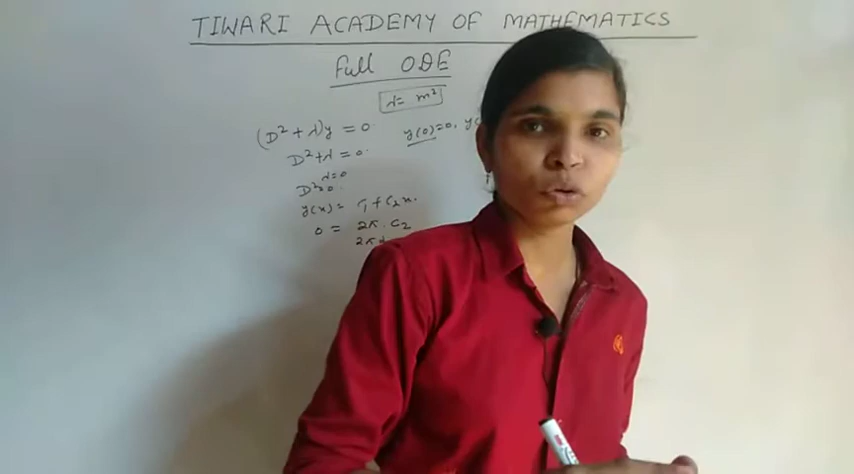 TIWARI ACADEMY OF MATHEMATICS
Full ODE
λ = m²
(D² + λ)y = 0 y(0)=0, y(
D² + λ = 0
λ=0
D²=0
y(x) = c₁ + c₂x.
0 = 2π. c₂
2π